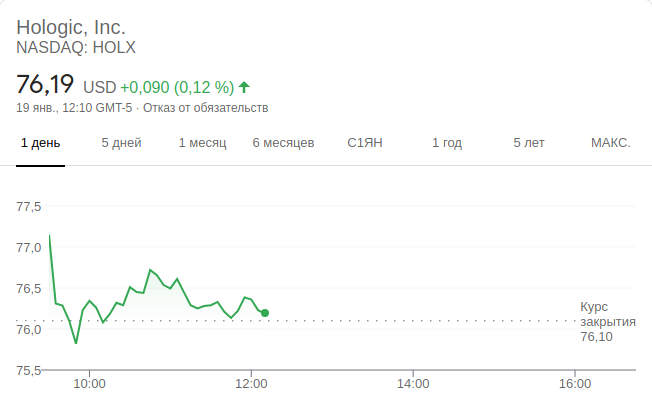 Hologic, Inc.
NASDAQ: HOLX
76,19 USD +0,090 (0,12 %)
19 янв., 12:10 GMT-5 · Отказ от обязательств
1 день 5 дней 1 месяц 6 месяцев С1ЯН 1 год 5 лет МАКС.
77,5
77,0
76,5
76,0
75,5
Курс
закрытия
76,10
10:00 12:00 14:00 16:00